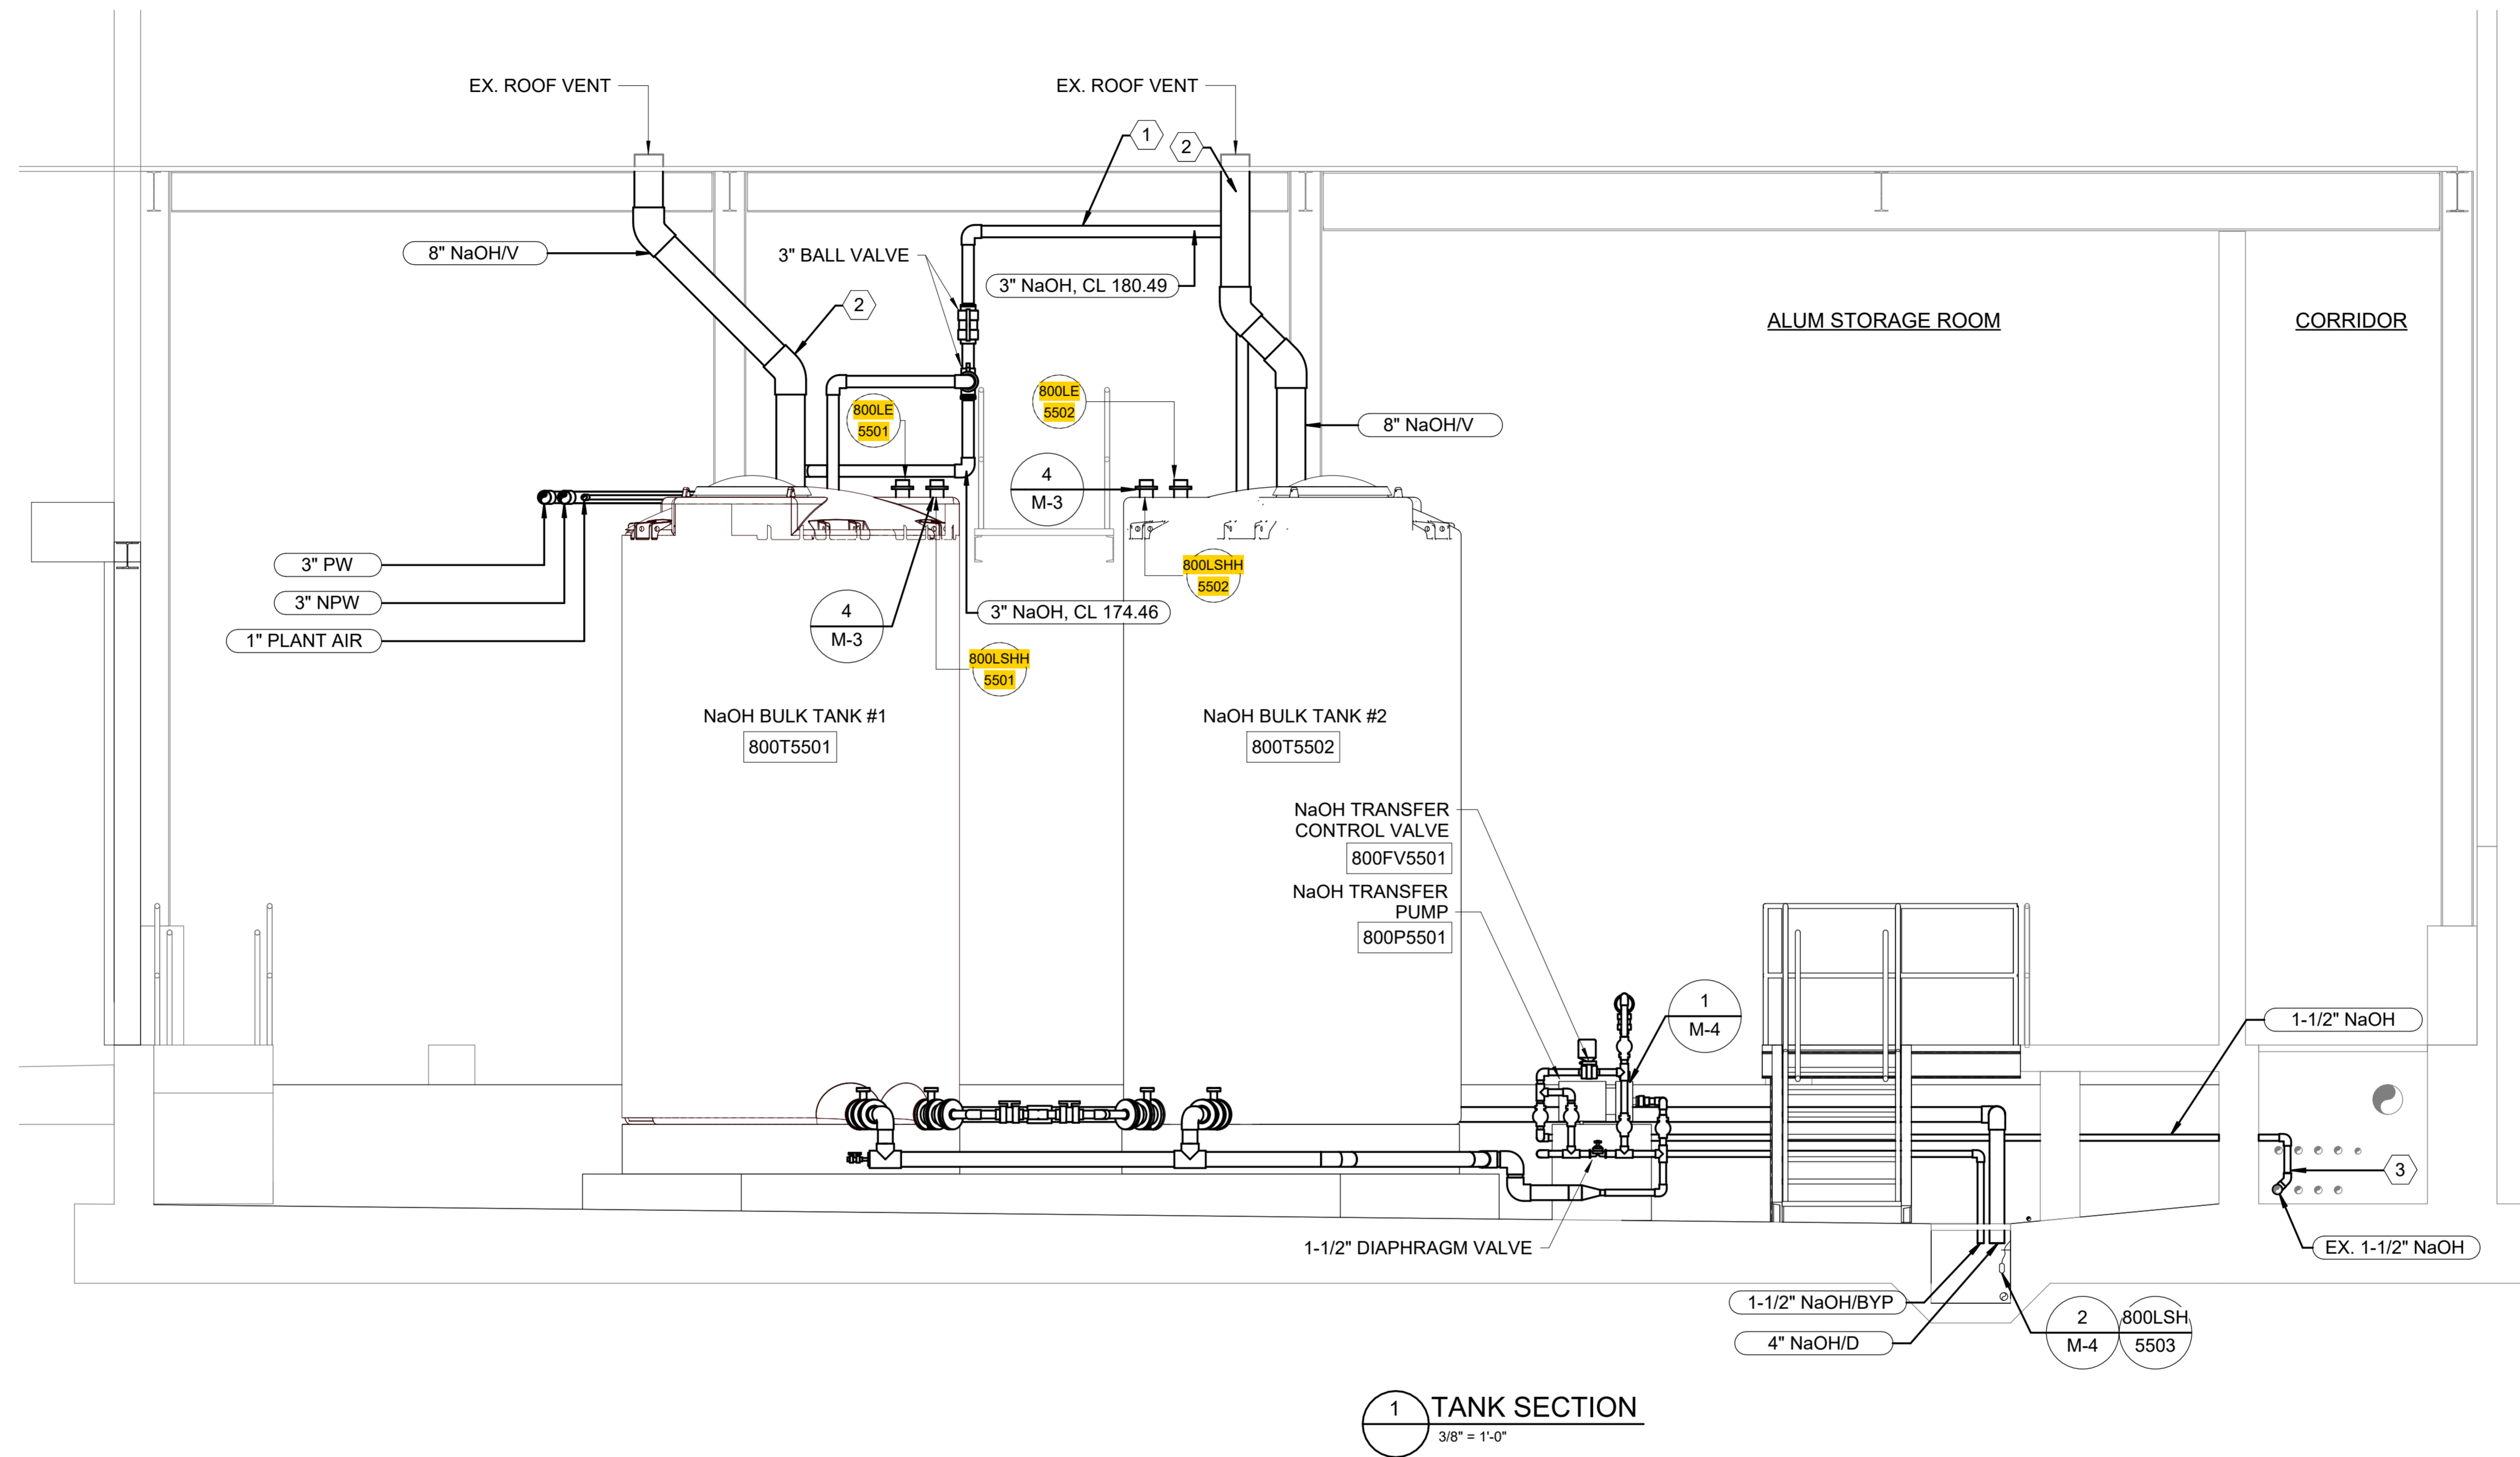 EX. ROOF VENT
EX. ROOF VENT
1
2
8" NaOH/V
3" BALL VALVE
3" NaOH, CL 180.49
2
ALUM STORAGE ROOM
CORRIDOR
800LE
5501
800LE
5502
8" NaOH/V
4
M-3
3" PW
3" NPW
1" PLANT AIR
800LSHH
5502
4
M-3
3" NaOH, CL 174.46
800LSHH
5501
NaOH BULK TANK #1
800T5501
NaOH BULK TANK #2
800T5502
NaOH TRANSFER
CONTROL VALVE
800FV5501
NaOH TRANSFER
PUMP
800P5501
1
M-4
1-1/2" NaOH
3
1-1/2" DIAPHRAGM VALVE
EX. 1-1/2" NaOH
1-1/2" NaOH/BYP
4" NaOH/D
2
M-4
800LSH
5503
1
TANK SECTION
3/8" = 1'-0"